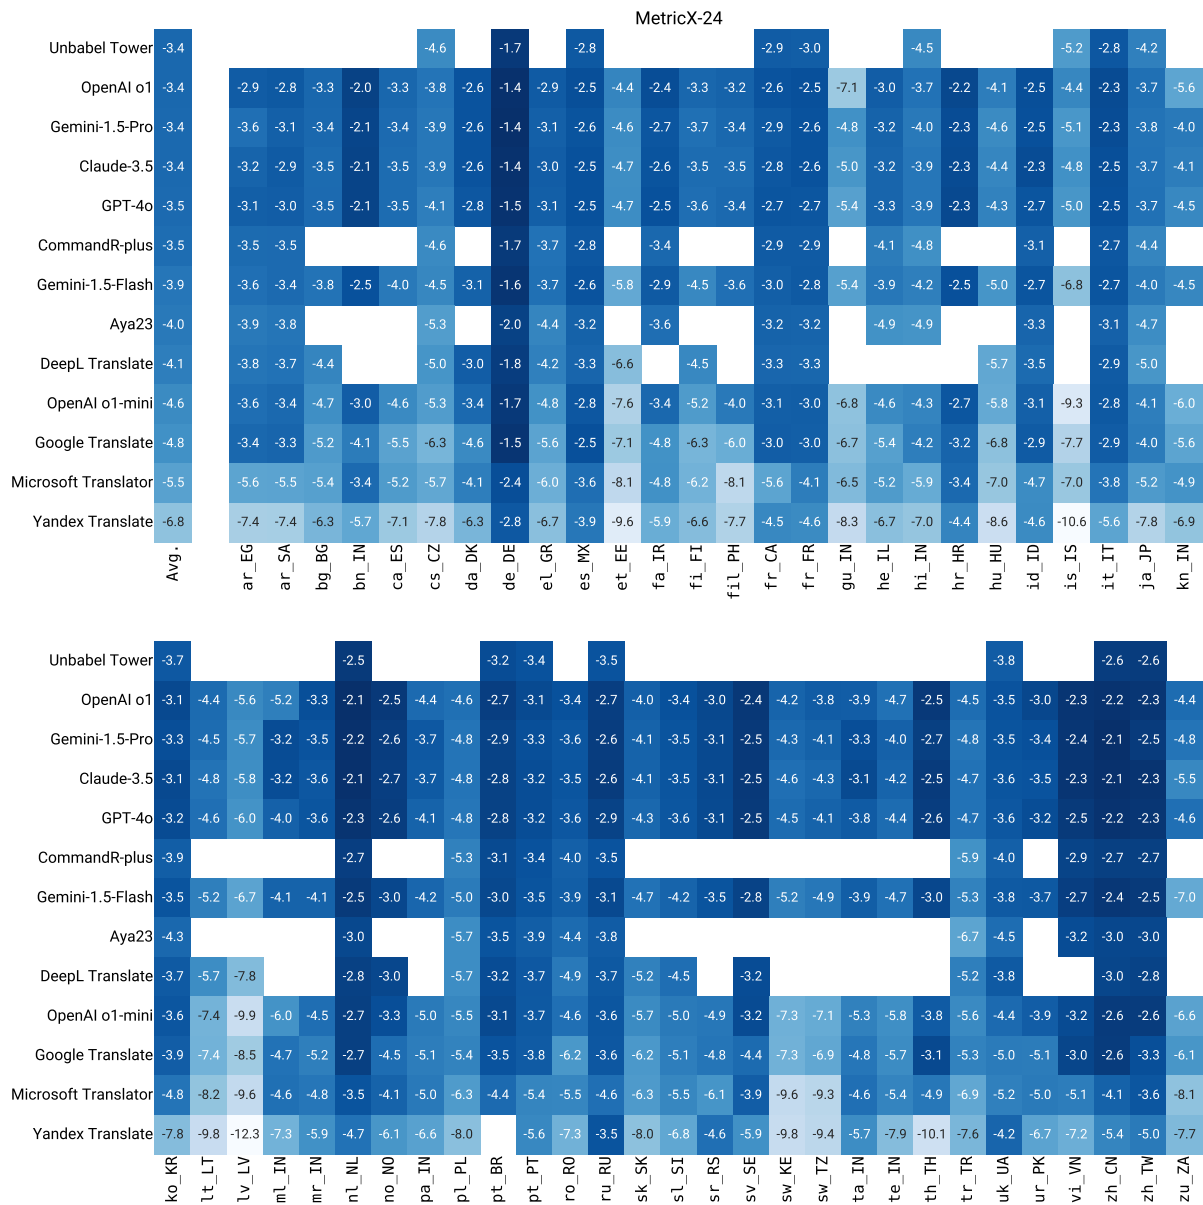 MetricX-24
Unbabel Tower -3.4 -4.6 -1.7 -2.8 -2.9 -3.0 -4.5 -5.2 -2.8 -4.2
OpenAI o1 -3.4 -2.9 -2.8 -3.3 -2.0 -3.3 -3.8 -2.6 -1.4 -2.9 -2.5 -4.4 -2.4 -3.3 -3.2 -2.6 -2.5 -7.1 -3.0 -3.7 -2.2 -4.1 -2.5 -4.4 -2.3 -3.7 -5.6
Gemini-1.5-Pro -3.4 -3.6 -3.1 -3.4 -2.1 -3.4 -3.9 -2.6 -1.4 -3.1 -2.6 -4.6 -2.7 -3.7 -3.4 -2.9 -2.6 -4.8 -3.2 -4.0 -2.3 -4.6 -2.5 -5.1 -2.3 -3.8 -4.0
Claude-3.5 -3.4 -3.2 -2.9 -3.5 -2.1 -3.5 -3.9 -2.6 -1.4 -3.0 -2.5 -4.7 -2.6 -3.5 -3.5 -2.8 -2.6 -5.0 -3.2 -3.9 -2.3 -4.4 -2.3 -4.8 -2.5 -3.7 -4.1
GPT-4o -3.5 -3.1 -3.0 -3.5 -2.1 -3.5 -4.1 -2.8 -1.5 -3.1 -2.5 -4.7 -2.5 -3.6 -3.4 -2.7 -2.7 -5.4 -3.3 -3.9 -2.3 -4.3 -2.7 -5.0 -2.5 -3.7 -4.5
CommandR-plus -3.5 -3.5 -3.5 -4.6 -1.7 -3.7 -2.8 -3.4 -2.9 -2.9 -4.1 -4.8 -3.1 -2.7 -4.4
Gemini-1.5-Flash -3.9 -3.6 -3.4 -3.8 -2.5 -4.0 -4.5 -3.1 -1.6 -3.7 -2.6 -5.8 -2.9 -4.5 -3.6 -3.0 -2.8 -5.4 -3.9 -4.2 -2.5 -5.0 -2.7 -6.8 -2.7 -4.0 -4.5
Aya23 -4.0 -3.9 -3.8 -5.3 -2.0 -4.4 -3.2 -3.6 -3.2 -3.2 -4.9 -4.9 -3.3 -3.1 -4.7
DeepL Translate -4.1 -3.8 -3.7 -4.4 -5.0 -3.0 -1.8 -4.2 -3.3 -6.6 -4.5 -3.3 -3.3 -5.7 -3.5 -2.9 -5.0
OpenAI o1-mini -4.6 -3.6 -3.4 -4.7 -3.0 -4.6 -5.3 -3.4 -1.7 -4.8 -2.8 -7.6 -3.4 -5.2 -4.0 -3.1 -3.0 -6.8 -4.6 -4.3 -2.7 -5.8 -3.1 -9.3 -2.8 -4.1 -6.0
Google Translate -4.8 -3.4 -3.3 -5.2 -4.1 -5.5 -6.3 -4.6 -1.5 -5.6 -2.5 -7.1 -4.8 -6.3 -6.0 -3.0 -3.0 -6.7 -5.4 -4.2 -3.2 -6.8 -2.9 -7.7 -2.9 -4.0 -5.6
Microsoft Translator -5.5 -5.6 -5.5 -5.4 -3.4 -5.2 -5.7 -4.1 -2.4 -6.0 -3.6 -8.1 -4.8 -6.2 -8.1 -5.6 -4.1 -6.5 -5.2 -5.9 -3.4 -7.0 -4.7 -7.0 -3.8 -5.2 -4.9
Yandex Translate -6.8 -7.4 -7.4 -6.3 -5.7 -7.1 -7.8 -6.3 -2.8 -6.7 -3.9 -9.6 -5.9 -6.6 -7.7 -4.5 -4.6 -8.3 -6.7 -7.0 -4.4 -8.6 -4.6 -10.6 -5.6 -7.8 -6.9
Avg. ar_EG ar_SA bg_BG bn_IN ca_ES cs_CZ da_DK de_DE el_GR es_MX et_EE fa_IR fi_FI fil_PH fr_CA fr_FR gu_IN he_IL hi_IN hr_HR hu_HU id_ID is_IS it_IT ja_JP kn_IN
Unbabel Tower -3.7 -2.5 -3.2 -3.4 -3.5 -3.8 -2.6 -2.6
OpenAI o1 -3.1 -4.4 -5.6 -5.2 -3.3 -2.1 -2.5 -4.4 -4.6 -2.7 -3.1 -3.4 -2.7 -4.0 -3.4 -3.0 -2.4 -4.2 -3.8 -3.9 -4.7 -2.5 -4.5 -3.5 -3.0 -2.3 -2.2 -2.3 -4.4
Gemini-1.5-Pro -3.3 -4.5 -5.7 -3.2 -3.5 -2.2 -2.6 -3.7 -4.8 -2.9 -3.3 -3.6 -2.6 -4.1 -3.5 -3.1 -2.5 -4.3 -4.1 -3.3 -4.0 -2.7 -4.8 -3.5 -3.4 -2.4 -2.1 -2.5 -4.8
Claude-3.5 -3.1 -4.8 -5.8 -3.2 -3.6 -2.1 -2.7 -3.7 -4.8 -2.8 -3.2 -3.5 -2.6 -4.1 -3.5 -3.1 -2.5 -4.6 -4.3 -3.1 -4.2 -2.5 -4.7 -3.6 -3.5 -2.3 -2.1 -2.3 -5.5
GPT-4o -3.2 -4.6 -6.0 -4.0 -3.6 -2.3 -2.6 -4.1 -4.8 -2.8 -3.2 -3.6 -2.9 -4.3 -3.6 -3.1 -2.5 -4.5 -4.1 -3.8 -4.4 -2.6 -4.7 -3.6 -3.2 -2.5 -2.2 -2.3 -4.6
CommandR-plus -3.9 -2.7 -5.3 -3.1 -3.4 -4.0 -3.5 -5.9 -4.0 -2.9 -2.7 -2.7
Gemini-1.5-Flash -3.5 -5.2 -6.7 -4.1 -4.1 -2.5 -3.0 -4.2 -5.0 -3.0 -3.5 -3.9 -3.1 -4.7 -4.2 -3.5 -2.8 -5.2 -4.9 -3.9 -4.7 -3.0 -5.3 -3.8 -3.7 -2.7 -2.4 -2.5 -7.0
Aya23 -4.3 -3.0 -5.7 -3.5 -3.9 -4.4 -3.8 -6.7 -4.5 -3.2 -3.0 -3.0
DeepL Translate -3.7 -5.7 -7.8 -2.8 -3.0 -5.7 -3.2 -3.7 -4.9 -3.7 -5.2 -4.5 -3.2 -5.2 -3.8 -3.0 -2.8
OpenAI o1-mini -3.6 -7.4 -9.9 -6.0 -4.5 -2.7 -3.3 -5.0 -5.5 -3.1 -3.7 -4.6 -3.6 -5.7 -5.0 -4.9 -3.2 -7.3 -7.1 -5.3 -5.8 -3.8 -5.6 -4.4 -3.9 -3.2 -2.6 -2.6 -6.6
Google Translate -3.9 -7.4 -8.5 -4.7 -5.2 -2.7 -4.5 -5.1 -5.4 -3.5 -3.8 -6.2 -3.6 -6.2 -5.1 -4.8 -4.4 -7.3 -6.9 -4.8 -5.7 -3.1 -5.3 -5.0 -5.1 -3.0 -2.6 -3.3 -6.1
Microsoft Translator -4.8 -8.2 -9.6 -4.6 -4.8 -3.5 -4.1 -5.0 -6.3 -4.4 -5.4 -5.5 -4.6 -6.3 -5.5 -6.1 -3.9 -9.6 -9.3 -4.6 -5.4 -4.9 -6.9 -5.2 -5.0 -5.1 -4.1 -3.6 -8.1
Yandex Translate -7.8 -9.8 -12.3 -7.3 -5.9 -4.7 -6.1 -6.6 -8.0 -5.6 -7.3 -3.5 -8.0 -6.8 -4.6 -5.9 -9.8 -9.4 -5.7 -7.9 -10.1 -7.6 -4.2 -6.7 -7.2 -5.4 -5.0 -7.7
ko_KR lt_LT lv_LV ml_IN mr_IN nl_NL no_NO pa_IN pl_PL pt_BR pt_PT ro_RO ru_RU sk_SK sl_SI sr_RS sv_SE sw_KE sw_TZ ta_IN te_IN th_TH tr_TR uk_UA ur_PK vi_VN zh_CN zh_TW zu_ZA